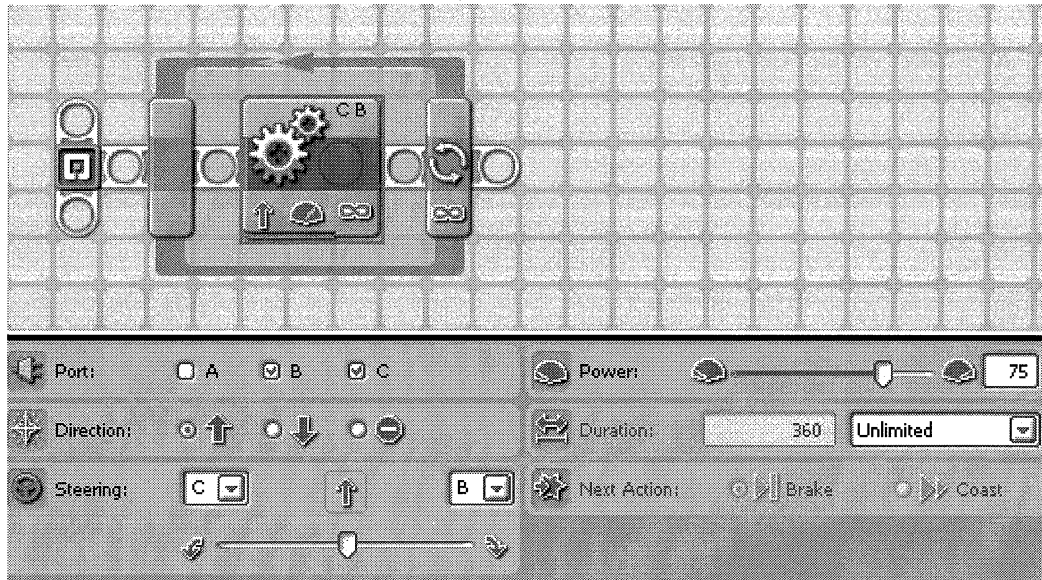 C B
Port: A B C
Power: 75
Direction:
Duration: 360 Unlimited
Steering: C B
Next Action: Brake Coast